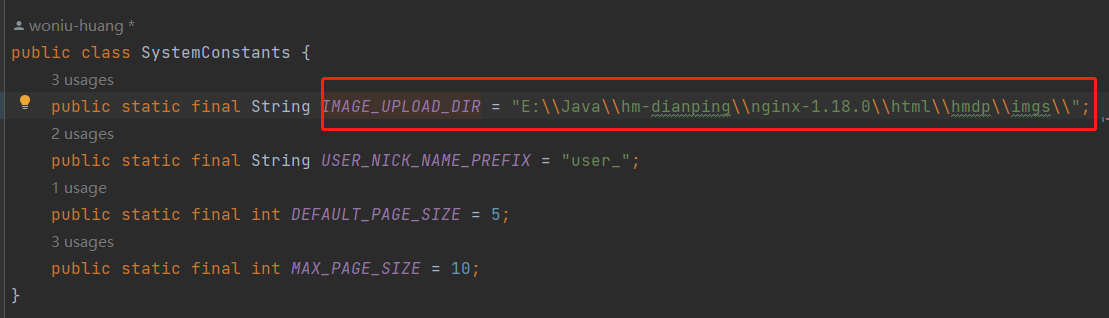 woniu-huang *
public class SystemConstants {
3 usages
public static final String IMAGE_UPLOAD_DIR = "E:\\Java\\hm-dianping\\nginx-1.18.0\\html\\hmdp\\imgs\\";
2 usages
public static final String USER_NICK_NAME_PREFIX = "user_";
1 usage
public static final int DEFAULT_PAGE_SIZE = 5;
3 usages
public static final int MAX_PAGE_SIZE = 10;
}